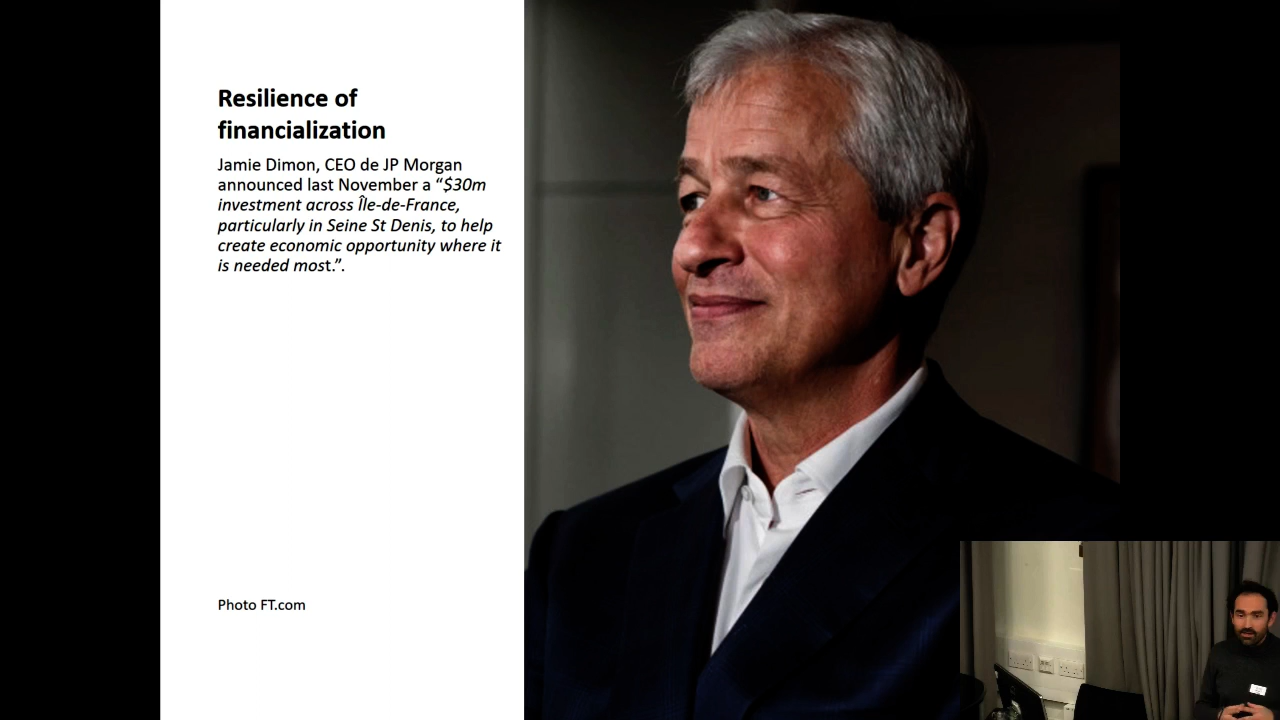 Resilience of
financialization
Jamie Dimon, CEO de JP Morgan
announced last November a “$30m
investment across Île-de-France,
particularly in Seine St Denis, to help
create economic opportunity where it
is needed most.”.
Photo FT.com